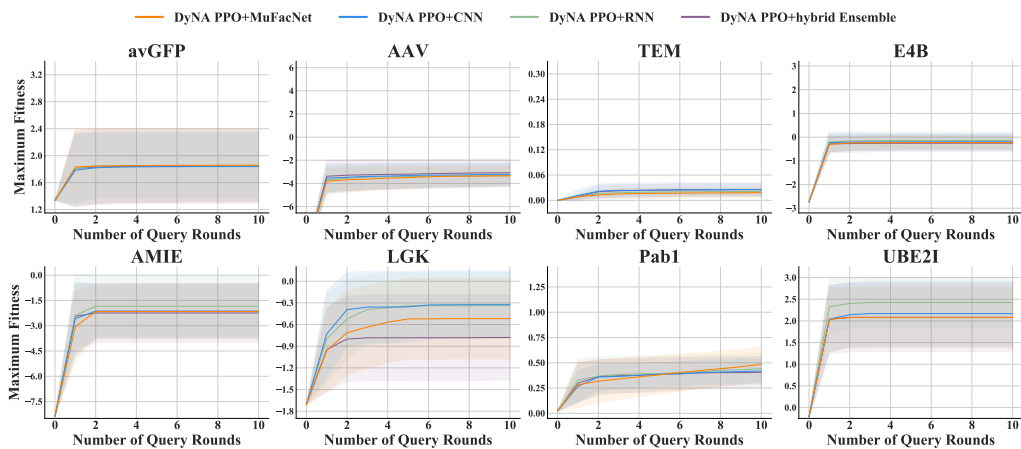 DyNA PPO+MuFacNet DyNA PPO+CNN DyNA PPO+RNN DyNA PPO+hybrid Ensemble
avGFP AAV TEM E4B
Maximum Fitness
3.2 2.8 2.4 2.0 1.6 1.2
6 4 2 0 −2 −4 −6
0.30 0.24 0.18 0.12 0.06 0.00
3 2 1 0 −1 −2 −3
0 2 4 6 8 10 0 2 4 6 8 10 0 2 4 6 8 10 0 2 4 6 8 10
Number of Query Rounds Number of Query Rounds Number of Query Rounds Number of Query Rounds
AMIE LGK Pab1 UBE2I
Maximum Fitness
0.0 −1.5 −3.0 −4.5 −6.0 −7.5
0.0 −0.3 −0.6 −0.9 −1.2 −1.5 −1.8
1.25 1.00 0.75 0.50 0.25 0.00
3.0 2.5 2.0 1.5 1.0 0.5 0.0
0 2 4 6 8 10 0 2 4 6 8 10 0 2 4 6 8 10 0 2 4 6 8 10
Number of Query Rounds Number of Query Rounds Number of Query Rounds Number of Query Rounds